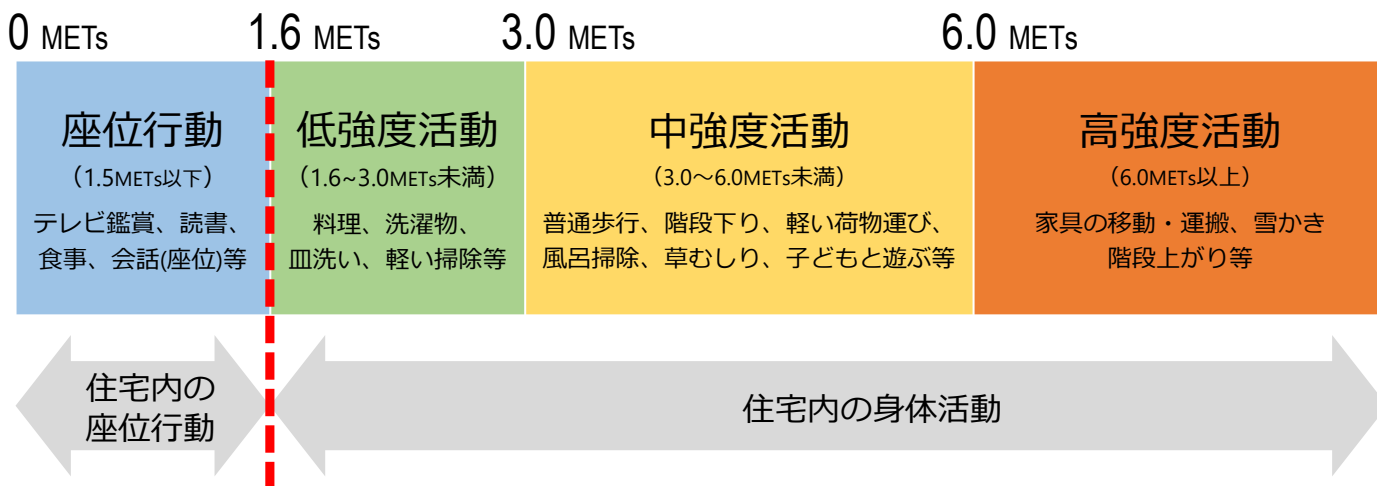 0 METs 1.6 METs 3.0 METs 6.0 METs
座位行動
（1.5METs以下）
テレビ鑑賞、読書、
食事、会話(座位)等
低強度活動
（1.6~3.0METs未満）
料理、洗濯物、
皿洗い、軽い掃除等
中強度活動
（3.0～6.0METs未満）
普通歩行、階段下り、軽い荷物運び、
風呂掃除、草むしり、子どもと遊ぶ等
高強度活動
（6.0METs以上）
家具の移動・運搬、雪かき
階段上がり等
住宅内の
座位行動
住宅内の身体活動